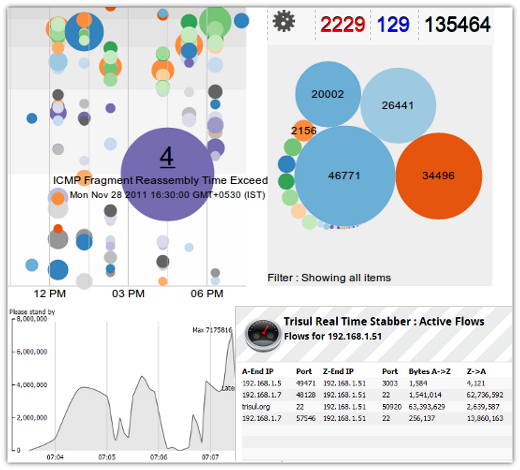 2229 129 135464
4
ICMP Fragment Reassembly Time Exceed
Mon Nov 28 2011 16:30:00 GMT+0530 (IST)
12 PM 03 PM 06 PM
20002
26441
2156
46771
34496
Filter : Showing all items
Please stand by
8,000,000
6,000,000
4,000,000
2,000,000
0
Max 7175816
Late
07:04 07:05 07:06 07:07
Trisul Real Time Stabber : Active Flows
Flows for 192.168.1.51
A-End IP Port Z-End IP Port Bytes A->Z Z->A
192.168.1.5 49471 192.168.1.51 3003 1,584 4,121
192.168.1.7 48128 192.168.1.51 22 1,541,014 62,736,592
trisul.org 22 192.168.1.51 50920 63,393,629 2,639,587
192.168.1.7 57546 192.168.1.51 22 256,137 13,860,163